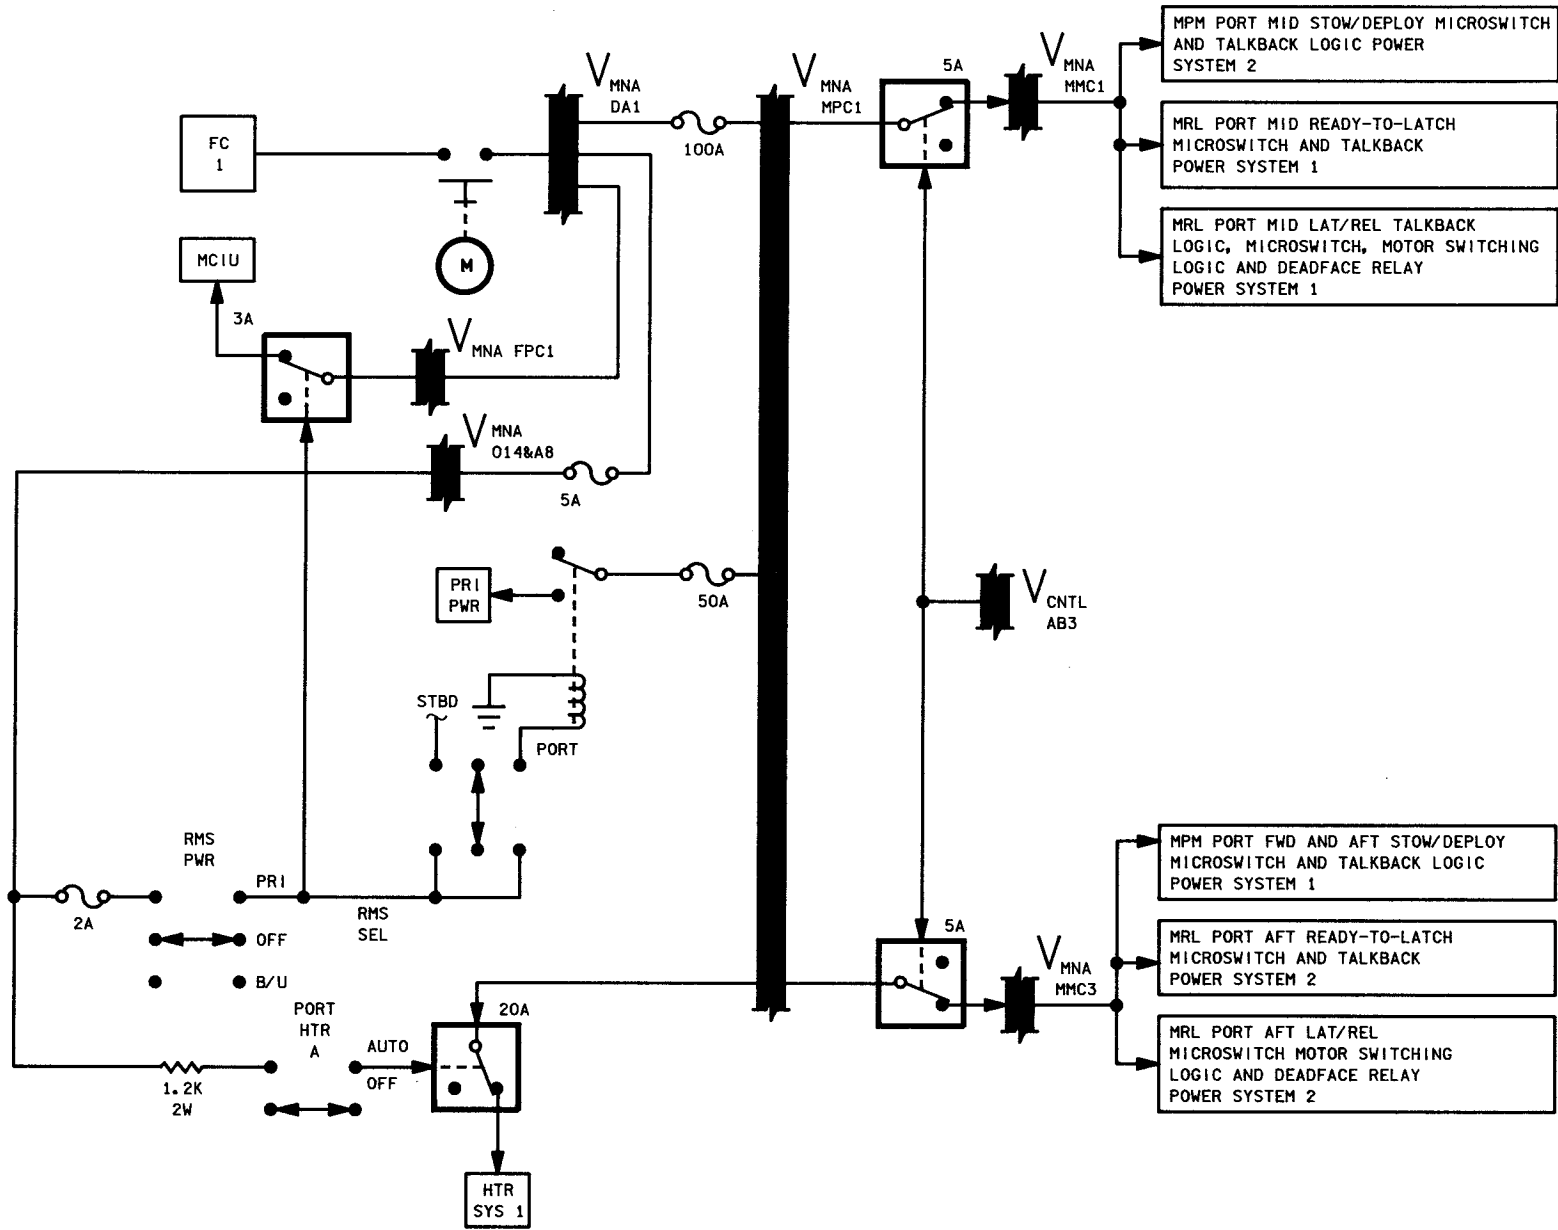 MPM PORT MID STOW/DEPLOY MICROSWITCH
AND TALKBACK LOGIC POWER
SYSTEM 2
MNA
DA1
MNA
MPC1
5A
MNA
MMC1
100A
FC
1
MRL PORT MID READY-TO-LATCH
MICROSWITCH AND TALKBACK
POWER SYSTEM 1
MRL PORT MID LAT/REL TALKBACK
LOGIC, MICROSWITCH, MOTOR SWITCHING
LOGIC AND DEADFACE RELAY
POWER SYSTEM 1
MCIU
M
3A
MNA FPC1
MNA
O14&A8
5A
PRI
PWR
50A
CNTL
AB3
STBD
PORT
RMS
PWR
PRI
2A
RMS
SEL
OFF
B/U
5A
MNA
MMC3
MPM PORT FWD AND AFT STOW/DEPLOY
MICROSWITCH AND TALKBACK LOGIC
POWER SYSTEM 1
MRL PORT AFT READY-TO-LATCH
MICROSWITCH AND TALKBACK
POWER SYSTEM 2
MRL PORT AFT LAT/REL
MICROSWITCH MOTOR SWITCHING
LOGIC AND DEADFACE RELAY
POWER SYSTEM 2
PORT
HTR
A
20A
AUTO
OFF
1.2K
2W
HTR
SYS 1